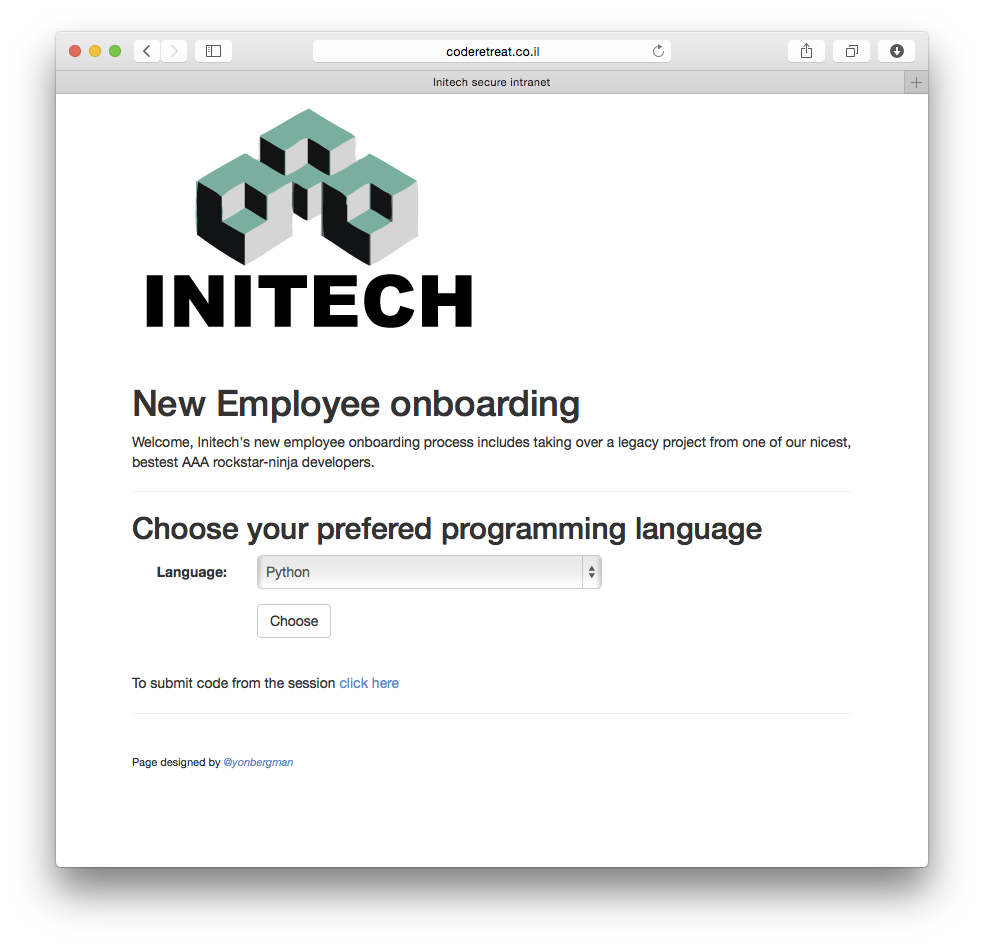 coderetreat.co.il
Initech secure intranet
INITECH
New Employee onboarding
Welcome, Initech's new employee onboarding process includes taking over a legacy project from one of our nicest,
bestest AAA rockstar-ninja developers.
Choose your prefered programming language
Language:
Python
Choose
To submit code from the session click here
Page designed by @yonbergman